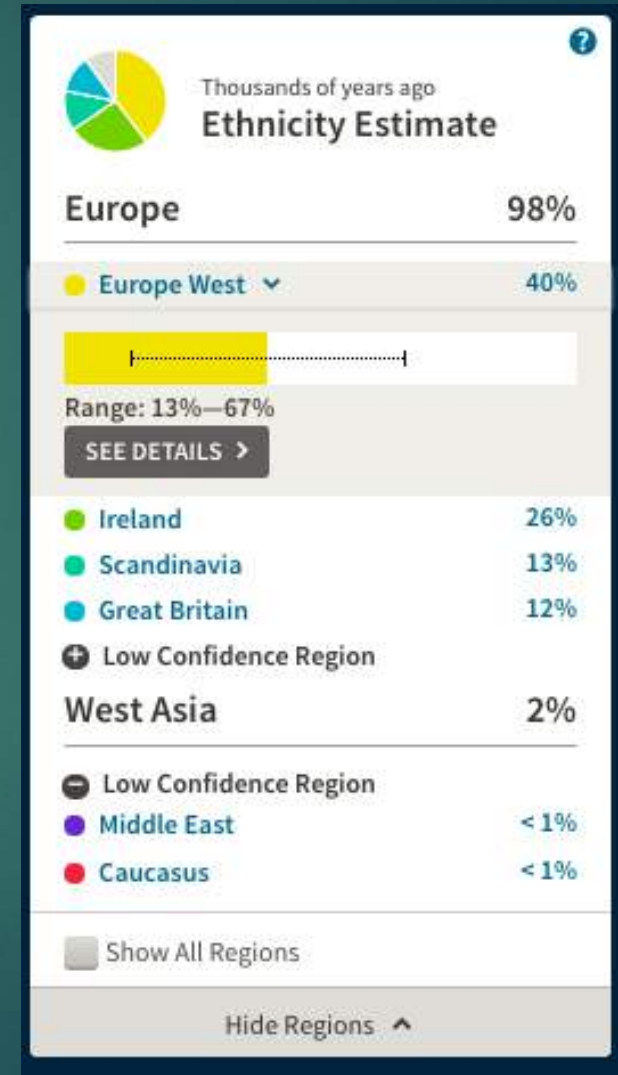 ?
Thousands of years ago
Ethnicity Estimate
Europe 98%
Europe West 40%
Range: 13%—67%
SEE DETAILS >
Ireland 26%
Scandinavia 13%
Great Britain 12%
Low Confidence Region
West Asia 2%
Low Confidence Region
Middle East < 1%
Caucasus < 1%
Show All Regions
Hide Regions